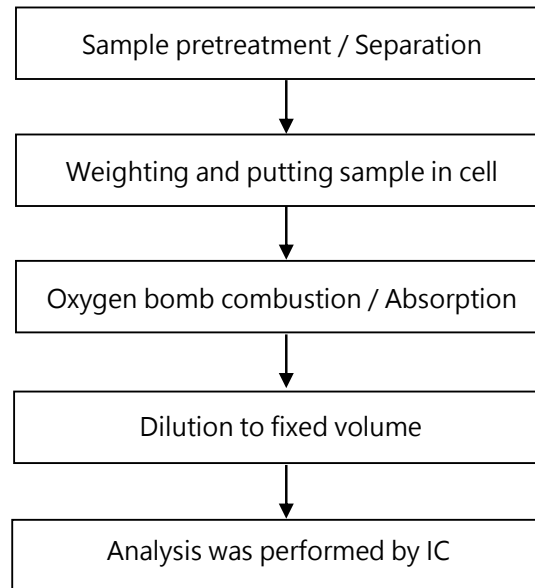 Sample pretreatment / Separation
Weighting and putting sample in cell
Oxygen bomb combustion / Absorption
Dilution to fixed volume
Analysis was performed by IC